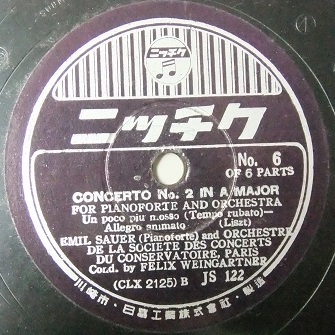 ニッチク
ニッチク
No. 6
OF 6 PARTS
CONCERTO No. 2 IN A MAJOR
FOR PIANOFORTE AND ORCHESTRA
Un poco piu mosso (Tempo rubato)—
Allegro animato (Liszt)
EMIL SAUER (Pianoforte) and ORCHESTRE
DE LA SOCIETE DES CONCERTS
DU CONSERVATOIRE, PARIS
Cond. by FELIX WEINGARTNER
(CLX 2125) B JS 122
川崎市・日蓄工業株式會社・製造